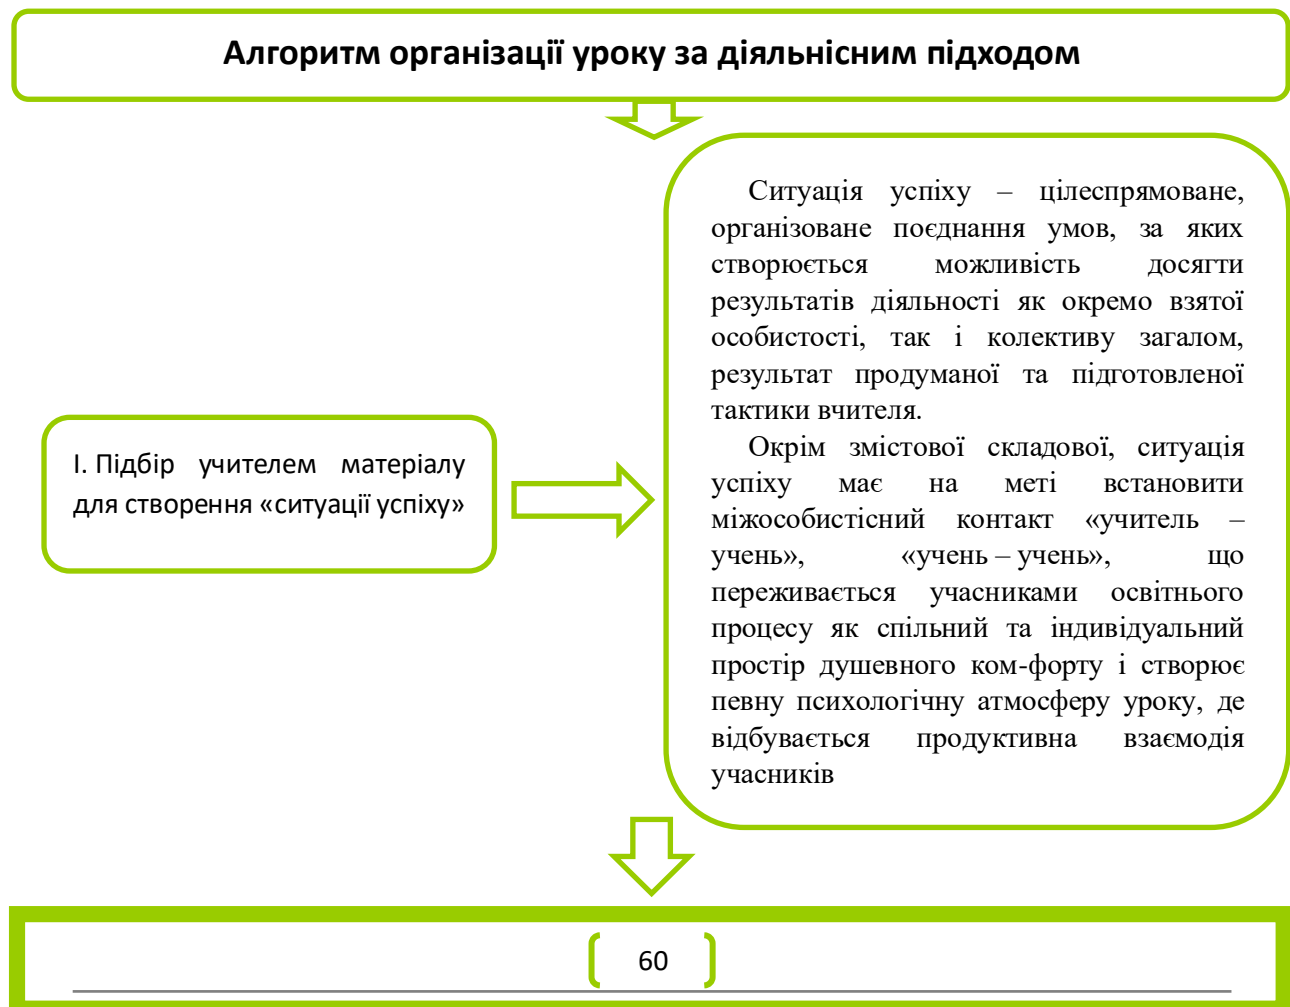 Алгоритм організації уроку за діяльнісним підходом
І. Підбір учителем матеріалу
для створення «ситуації успіху»
Ситуація успіху – цілеспрямоване,
організоване поєднання умов, за яких
створюється можливість досягти
результатів діяльності як окремо взятої
особистості, так і колективу загалом,
результат продуманої та підготовленої
тактики вчителя.
Окрім змістової складової, ситуація
успіху має на меті встановити
міжособистісний контакт «учитель –
учень», «учень – учень», що
переживається учасниками освітнього
процесу як спільний та індивідуальний
простір душевного ком-форту і створює
певну психологічну атмосферу уроку, де
відбувається продуктивна взаємодія
учасників
60